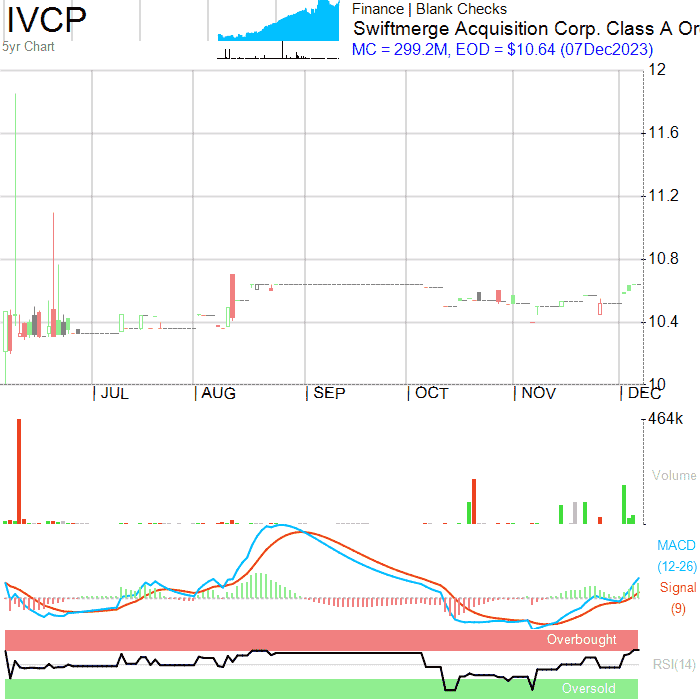 IVCP
5yr Chart
Finance | Blank Checks
Swiftmerge Acquisition Corp. Class A Or
MC = 299.2M, EOD = $10.64 (07Dec2023)
12
11.6
11.2
10.8
10.4
10
JUL
AUG
SEP
OCT
NOV
DEC
464k
Volume
MACD
(12-26)
Signal
(9)
Overbought
RSI(14)
Oversold